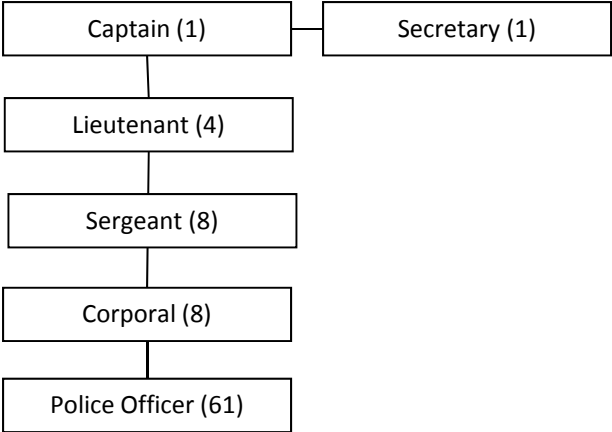 Captain (1)
Secretary (1)
Lieutenant (4)
Sergeant (8)
Corporal (8)
Police Officer (61)